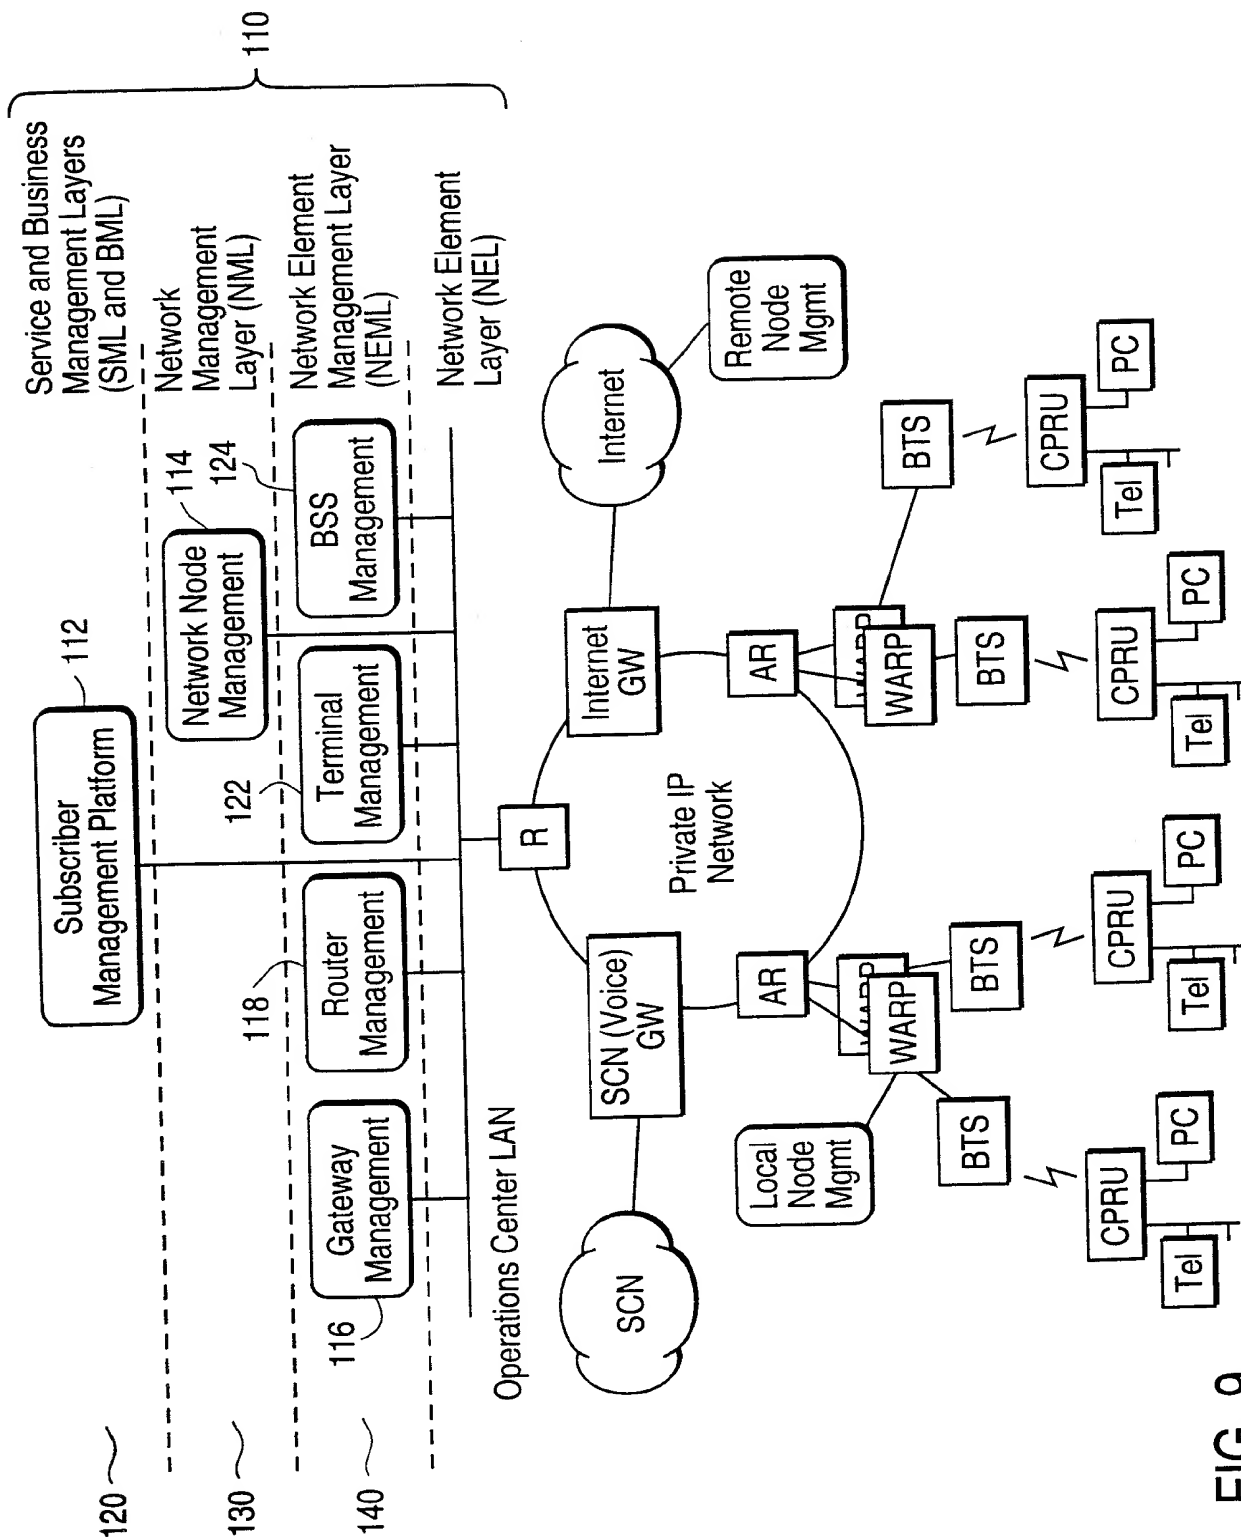 120
130
140
Service and Business
Management Layers
(SML and BML)
Network
Management
Layer (NML)
Network Element
Management Layer
(NEML)
Network Element
Layer (NEL)
110
Subscriber
Management Platform
112
Network Node
Management
114
Gateway
Management
116
Router
Management
118
Terminal
Management
122
BSS
Management
124
Operations Center LAN
R
SCN
SCN (Voice)
GW
Private IP
Network
Internet
GW
Internet
Remote
Node
Mgmt
Local
Node
Mgmt
AR
AR
WARP
WARP
WARP
WARP
BTS
BTS
BTS
BTS
CPRU
CPRU
CPRU
CPRU
Tel
PC
Tel
PC
Tel
PC
Tel
PC
FIG. 9